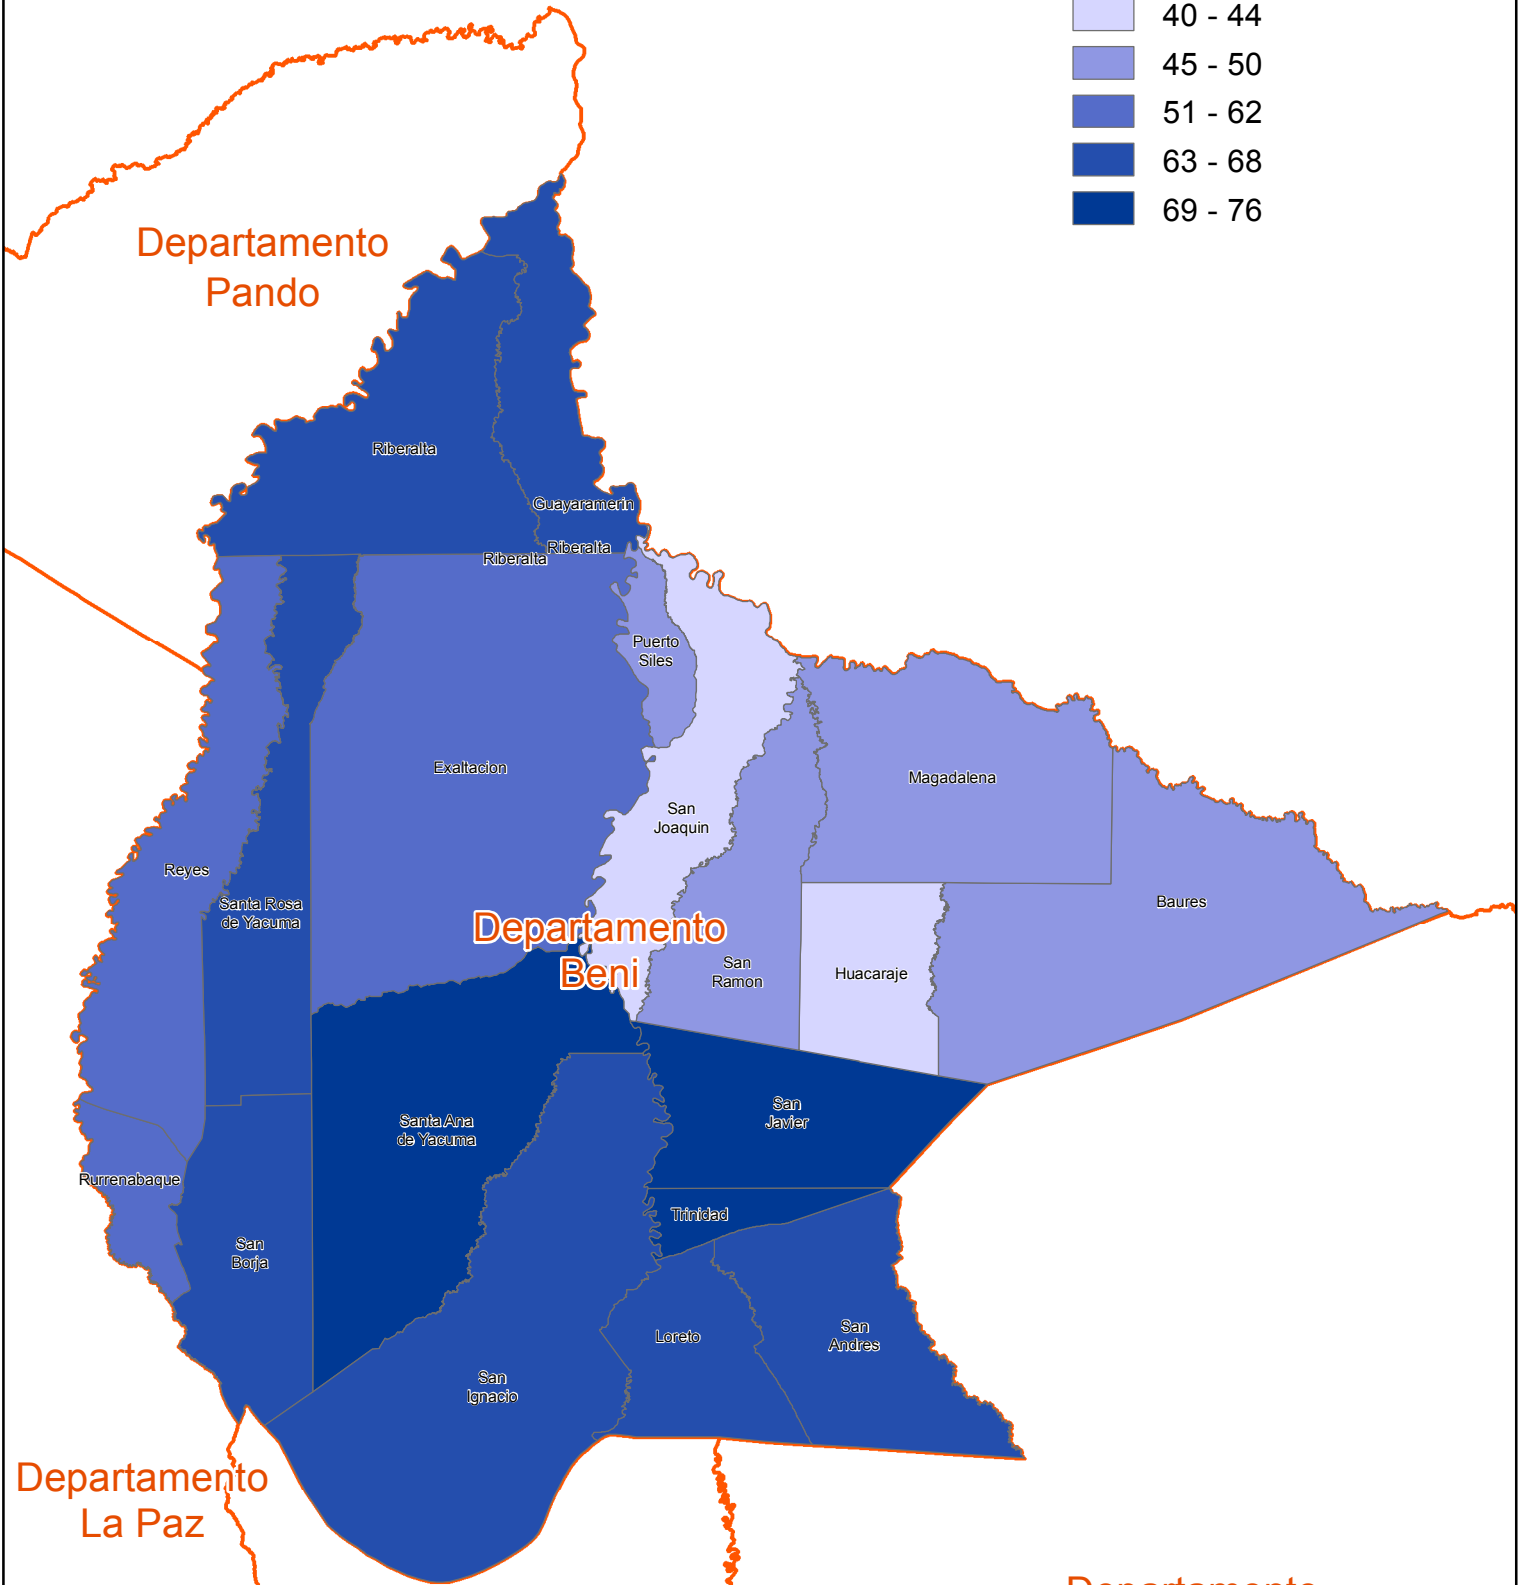 40 - 44
45 - 50
51 - 62
63 - 68
69 - 76
Departamento
Pando
Riberalta
Guayaramerin
Riberalta
Riberalta
Puerto
Siles
Exaltacion
Magadalena
San
Joaquin
Reyes
Santa Rosa
de Yacuma
Baures
Departamento
Beni
San
Ramon
Huacaraje
San
Javier
Santa Ana
de Yacuma
Rurrenabaque
Trinidad
San
Borja
Loreto
San
Andres
San
Ignacio
Departamento
La Paz
Departamento